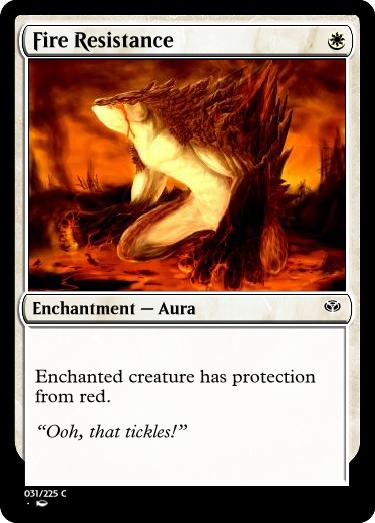 Fire Resistance
Enchantment — Aura
Enchanted creature has protection
from red.
“Ooh, that tickles!”
031/225 C